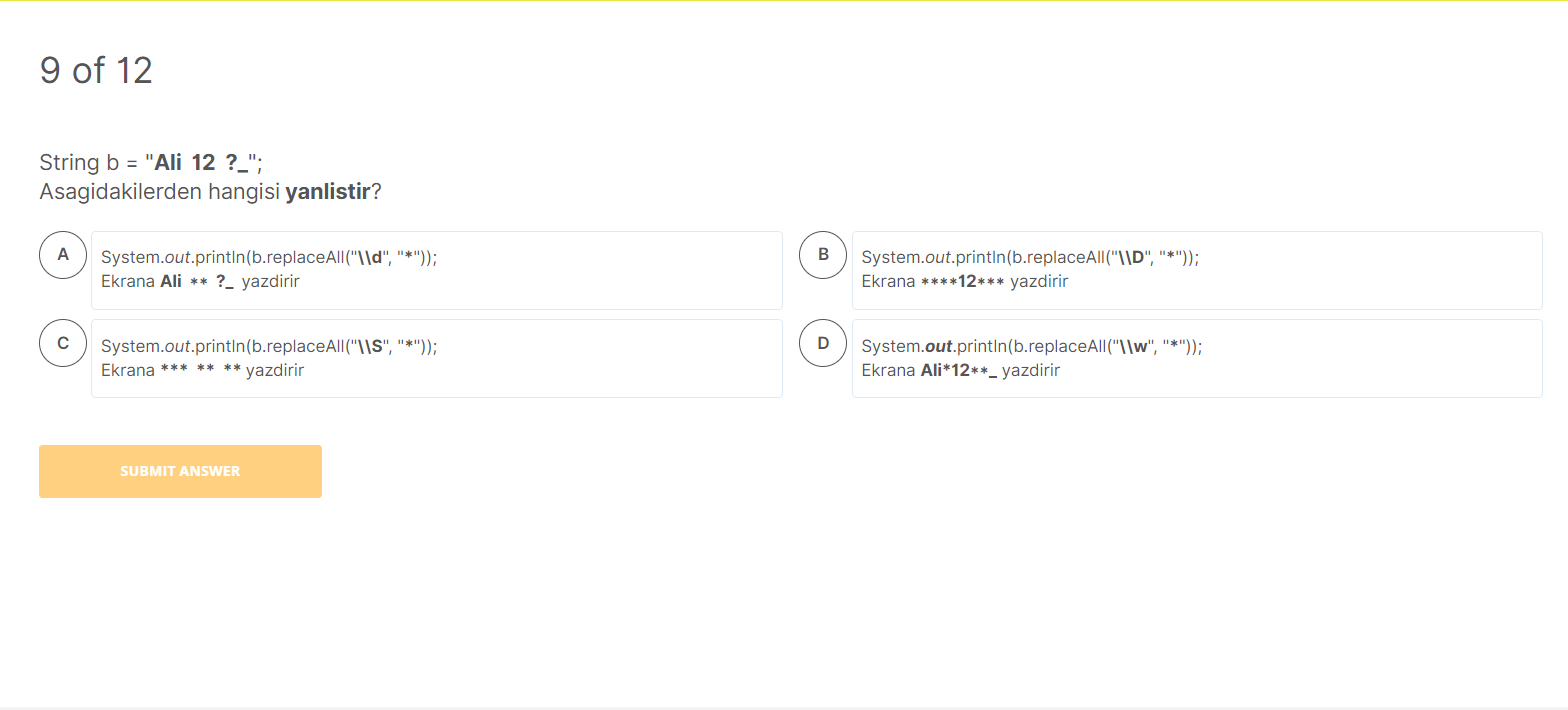 9 of 12
String b = "Ali  12  ?_";
Asagidakilerden hangisi yanlistir?
A
System.out.println(b.replaceAll("\\d", "*"));
Ekrana Ali  **  ?_  yazdirir
B
System.out.println(b.replaceAll("\\D", "*"));
Ekrana ****12*** yazdirir
C
System.out.println(b.replaceAll("\\S", "*"));
Ekrana ***  **  ** yazdirir
D
System.out.println(b.replaceAll("\\w", "*"));
Ekrana Ali*12**_ yazdirir
SUBMIT ANSWER